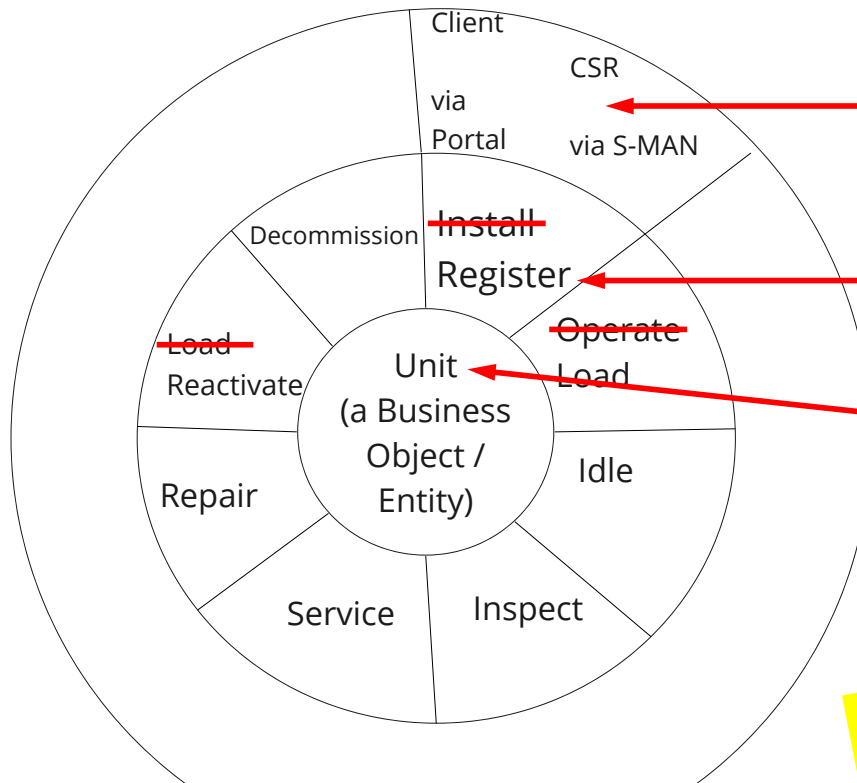 Client
CSR
via
Portal
via S-MAN
Install
Decommission
Register
Operate
Load
Load
Reactivate
Unit
(a Business
Object /
Entity)
Idle
Repair
Service
Inspect